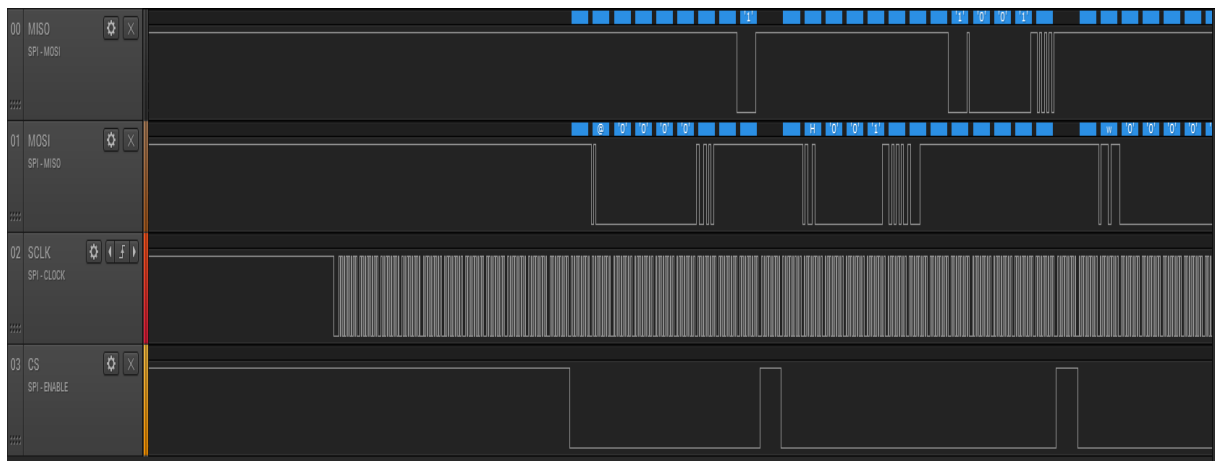 '1' '1' '0' '0' '1'
00 MISO
SPI - MOSI
@ '0' '0' '0' '0' H '0' '0' '1' w '0' '0' '0' '0'
01 MOSI
SPI - MISO
02 SCLK
SPI - CLOCK
03 CS
SPI - ENABLE